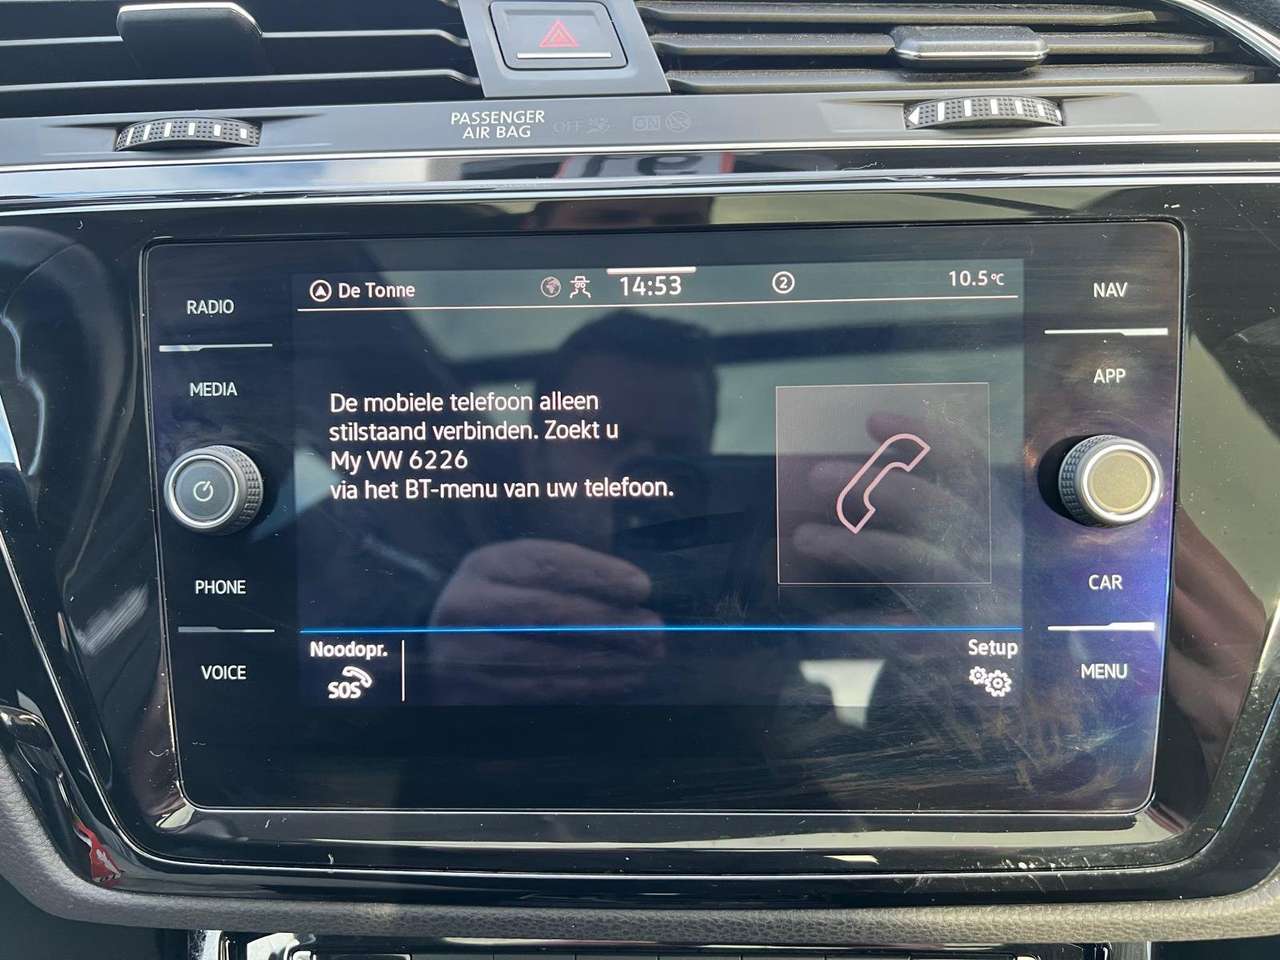 PASSENGER
AIR BAG
OFF
ON
De Tonne
14:53
2
10.5°C
RADIO
MEDIA
PHONE
VOICE
De mobiele telefoon alleen
stilstaand verbinden. Zoekt u
My VW 6226
via het BT-menu van uw telefoon.
Noodopr.
SOS
Setup
NAV
APP
CAR
MENU